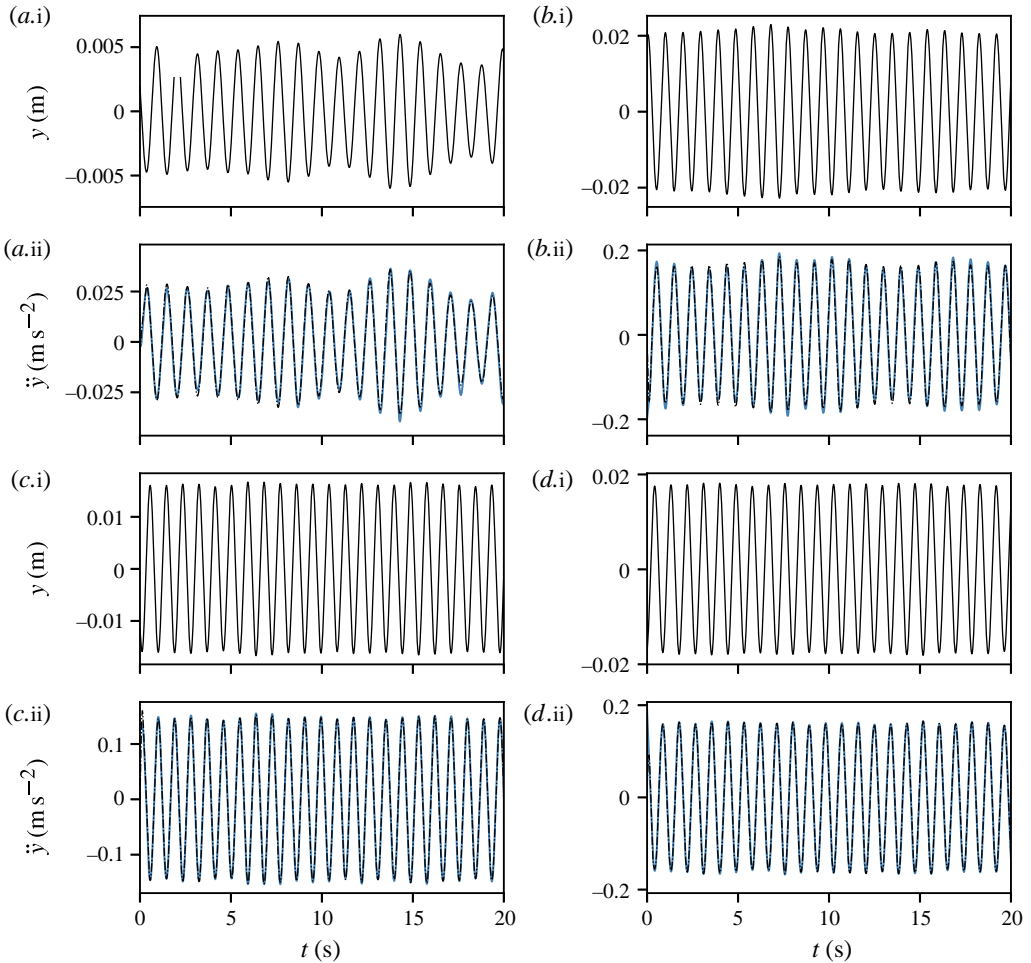 (a.i)
0.005
0
–0.005
y (m)
(b.i)
0.02
0
–0.02
(a.ii)
0.025
0
–0.025
ÿ (m s−2)
(b.ii)
0.2
0
–0.2
(c.i)
0.01
0
–0.01
y (m)
(d.i)
0.02
0
–0.02
(c.ii)
0.1
0
–0.1
ÿ (m s−2)
0 5 10 15 20
t (s)
(d.ii)
0.2
0
–0.2
0 5 10 15 20
t (s)